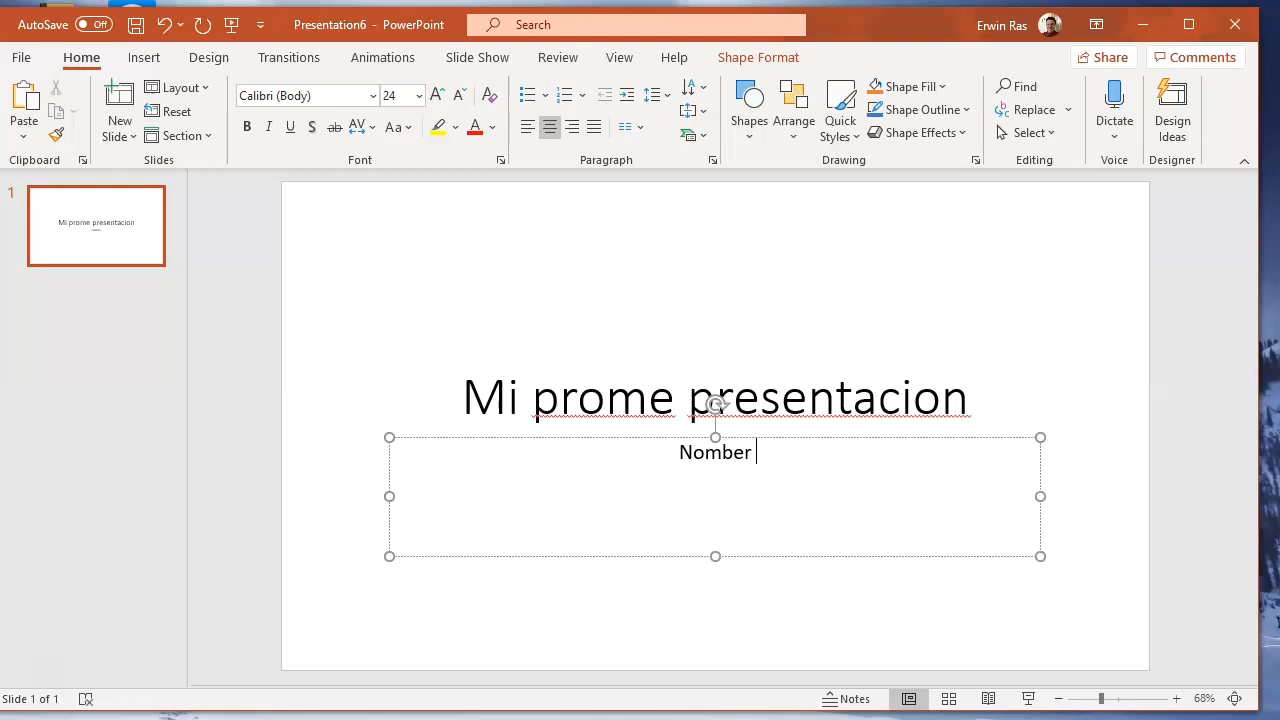 AutoSave Off Presentation6 - PowerPoint Search Erwin Ras
File Home Insert Design Transitions Animations Slide Show Review View Help Shape Format Share Comments
Paste
Clipboard
New Slide
Layout
Reset
Section
Slides
Calibri (Body) 24
B I U S ab AV Aa A
Font
Paragraph
Shapes Arrange Quick Styles
Shape Fill
Shape Outline
Shape Effects
Drawing
Find
Replace
Select
Editing
Dictate
Voice
Design Ideas
Designer
1
Mi prome presentacion
Mi prome presentacion
Nomber
Slide 1 of 1 Notes 68%